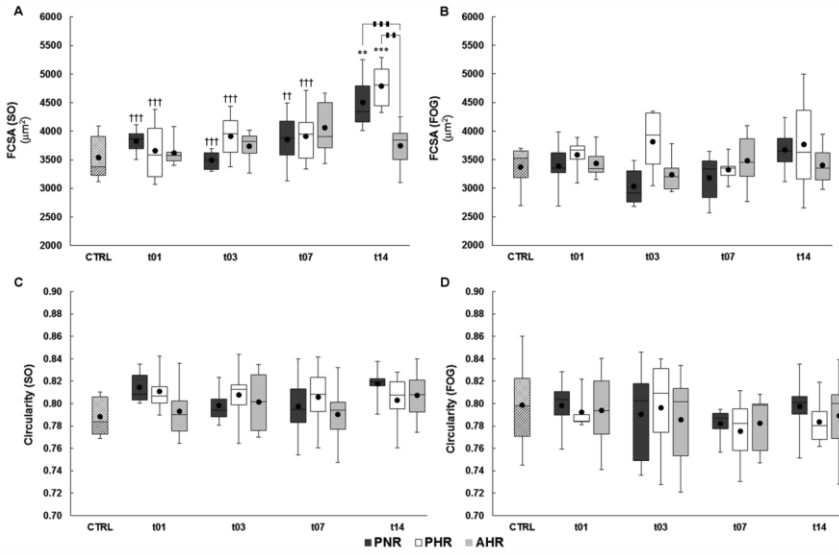 A
FCSA (SO)
(μm²)
6000
5500
5000
4500
4000
3500
3000
2500
2000
†††
†††
†††
†††
††
†††
**
***
CTRL
t01
t03
t07
t14
B
FCSA (FOG)
(μm²)
6000
5500
5000
4500
4000
3500
3000
2500
2000
CTRL
t01
t03
t07
t14
C
Circularity (SO)
0.90
0.88
0.86
0.84
0.82
0.80
0.78
0.76
0.74
0.72
0.70
CTRL
t01
t03
t07
t14
D
Circularity (FOG)
0.90
0.88
0.86
0.84
0.82
0.80
0.78
0.76
0.74
0.72
0.70
CTRL
t01
t03
t07
t14
PNR PHR AHR